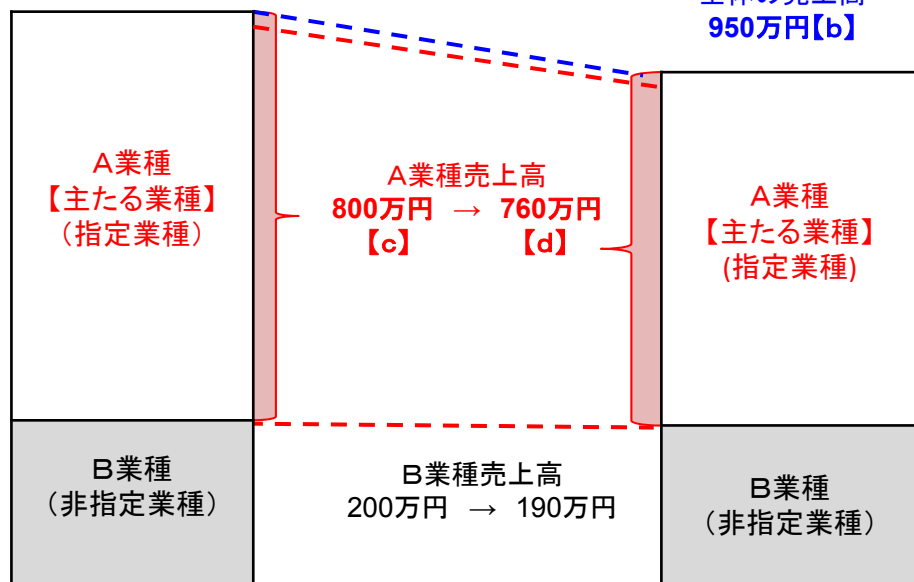 950万円【b】
A業種
【主たる業種】
(指定業種)
A業種売上高
800万円 → 760万円
【c】 【d】
A業種
【主たる業種】
(指定業種)
B業種
(非指定業種)
B業種売上高
200万円 → 190万円
B業種
(非指定業種)